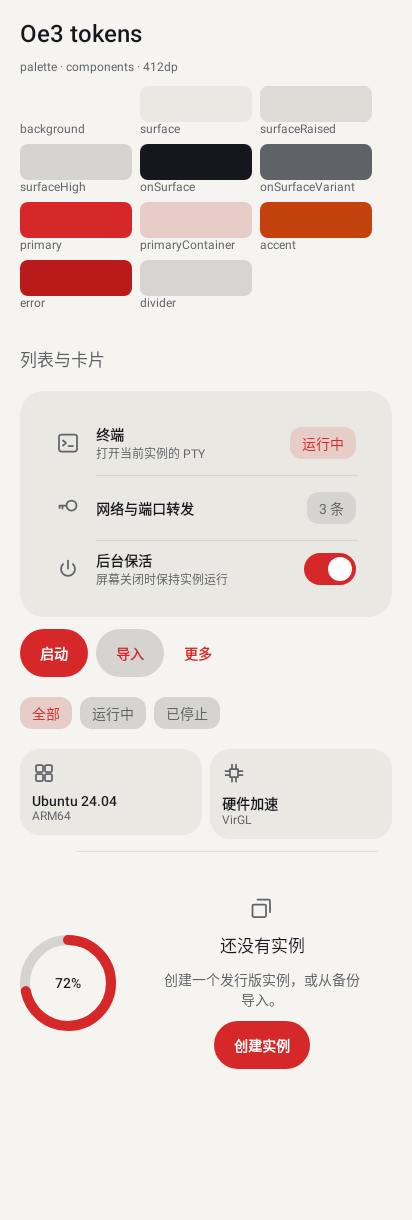 Oe3 tokens
palette · components · 412dp
background
surface
surfaceRaised
surfaceHigh
onSurface
onSurfaceVariant
primary
primaryContainer
accent
error
divider
列表与卡片
终端
打开当前实例的 PTY
运行中
网络与端口转发
3 条
后台保活
屏幕关闭时保持实例运行
启动
导入
更多
全部
运行中
已停止
Ubuntu 24.04
ARM64
硬件加速
VirGL
72%
还没有实例
创建一个发行版实例，或从备份
导入。
创建实例